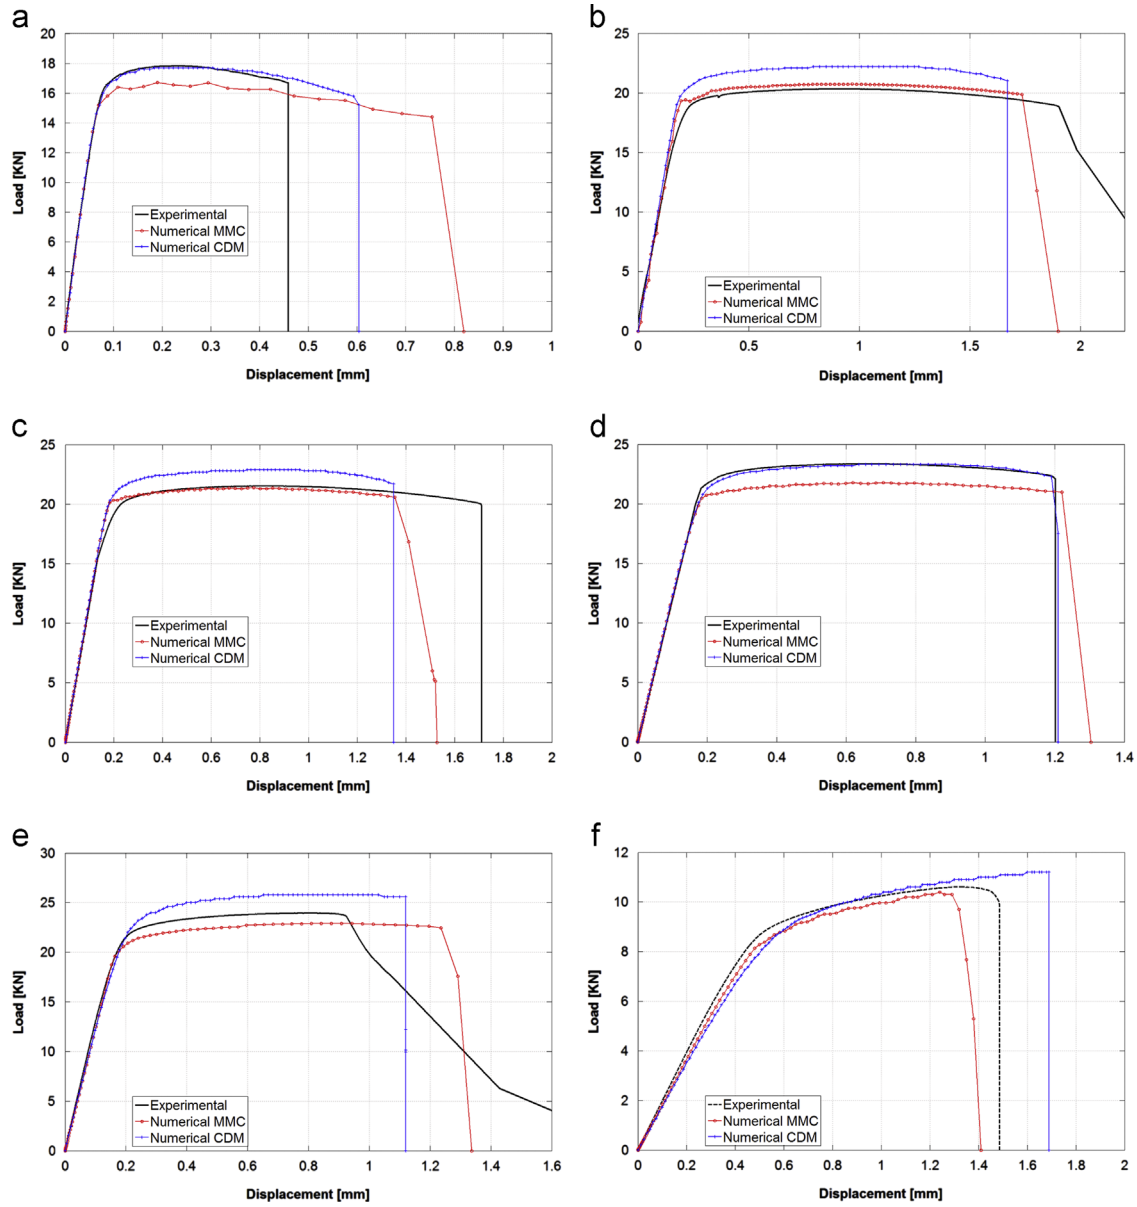 a
20
18
16
14
12
10
8
6
4
2
0
0 0.1 0.2 0.3 0.4 0.5 0.6 0.7 0.8 0.9 1
Load [KN]
Displacement [mm]
Experimental
Numerical MMC
Numerical CDM
b
25
20
15
10
5
0
0 0.5 1 1.5 2
Load [KN]
Displacement [mm]
Experimental
Numerical MMC
Numerical CDM
c
25
20
15
10
5
0
0 0.2 0.4 0.6 0.8 1 1.2 1.4 1.6 1.8 2
Load [KN]
Displacement [mm]
Experimental
Numerical MMC
Numerical CDM
d
25
20
15
10
5
0
0 0.2 0.4 0.6 0.8 1 1.2 1.4
Load [KN]
Displacement [mm]
Experimental
Numerical MMC
Numerical CDM
e
30
25
20
15
10
5
0
0 0.2 0.4 0.6 0.8 1 1.2 1.4 1.6
Load [KN]
Displacement [mm]
Experimental
Numerical MMC
Numerical CDM
f
12
10
8
6
4
2
0
0 0.2 0.4 0.6 0.8 1 1.2 1.4 1.6 1.8 2
Load [KN]
Displacement [mm]
Experimental
Numerical MMC
Numerical CDM